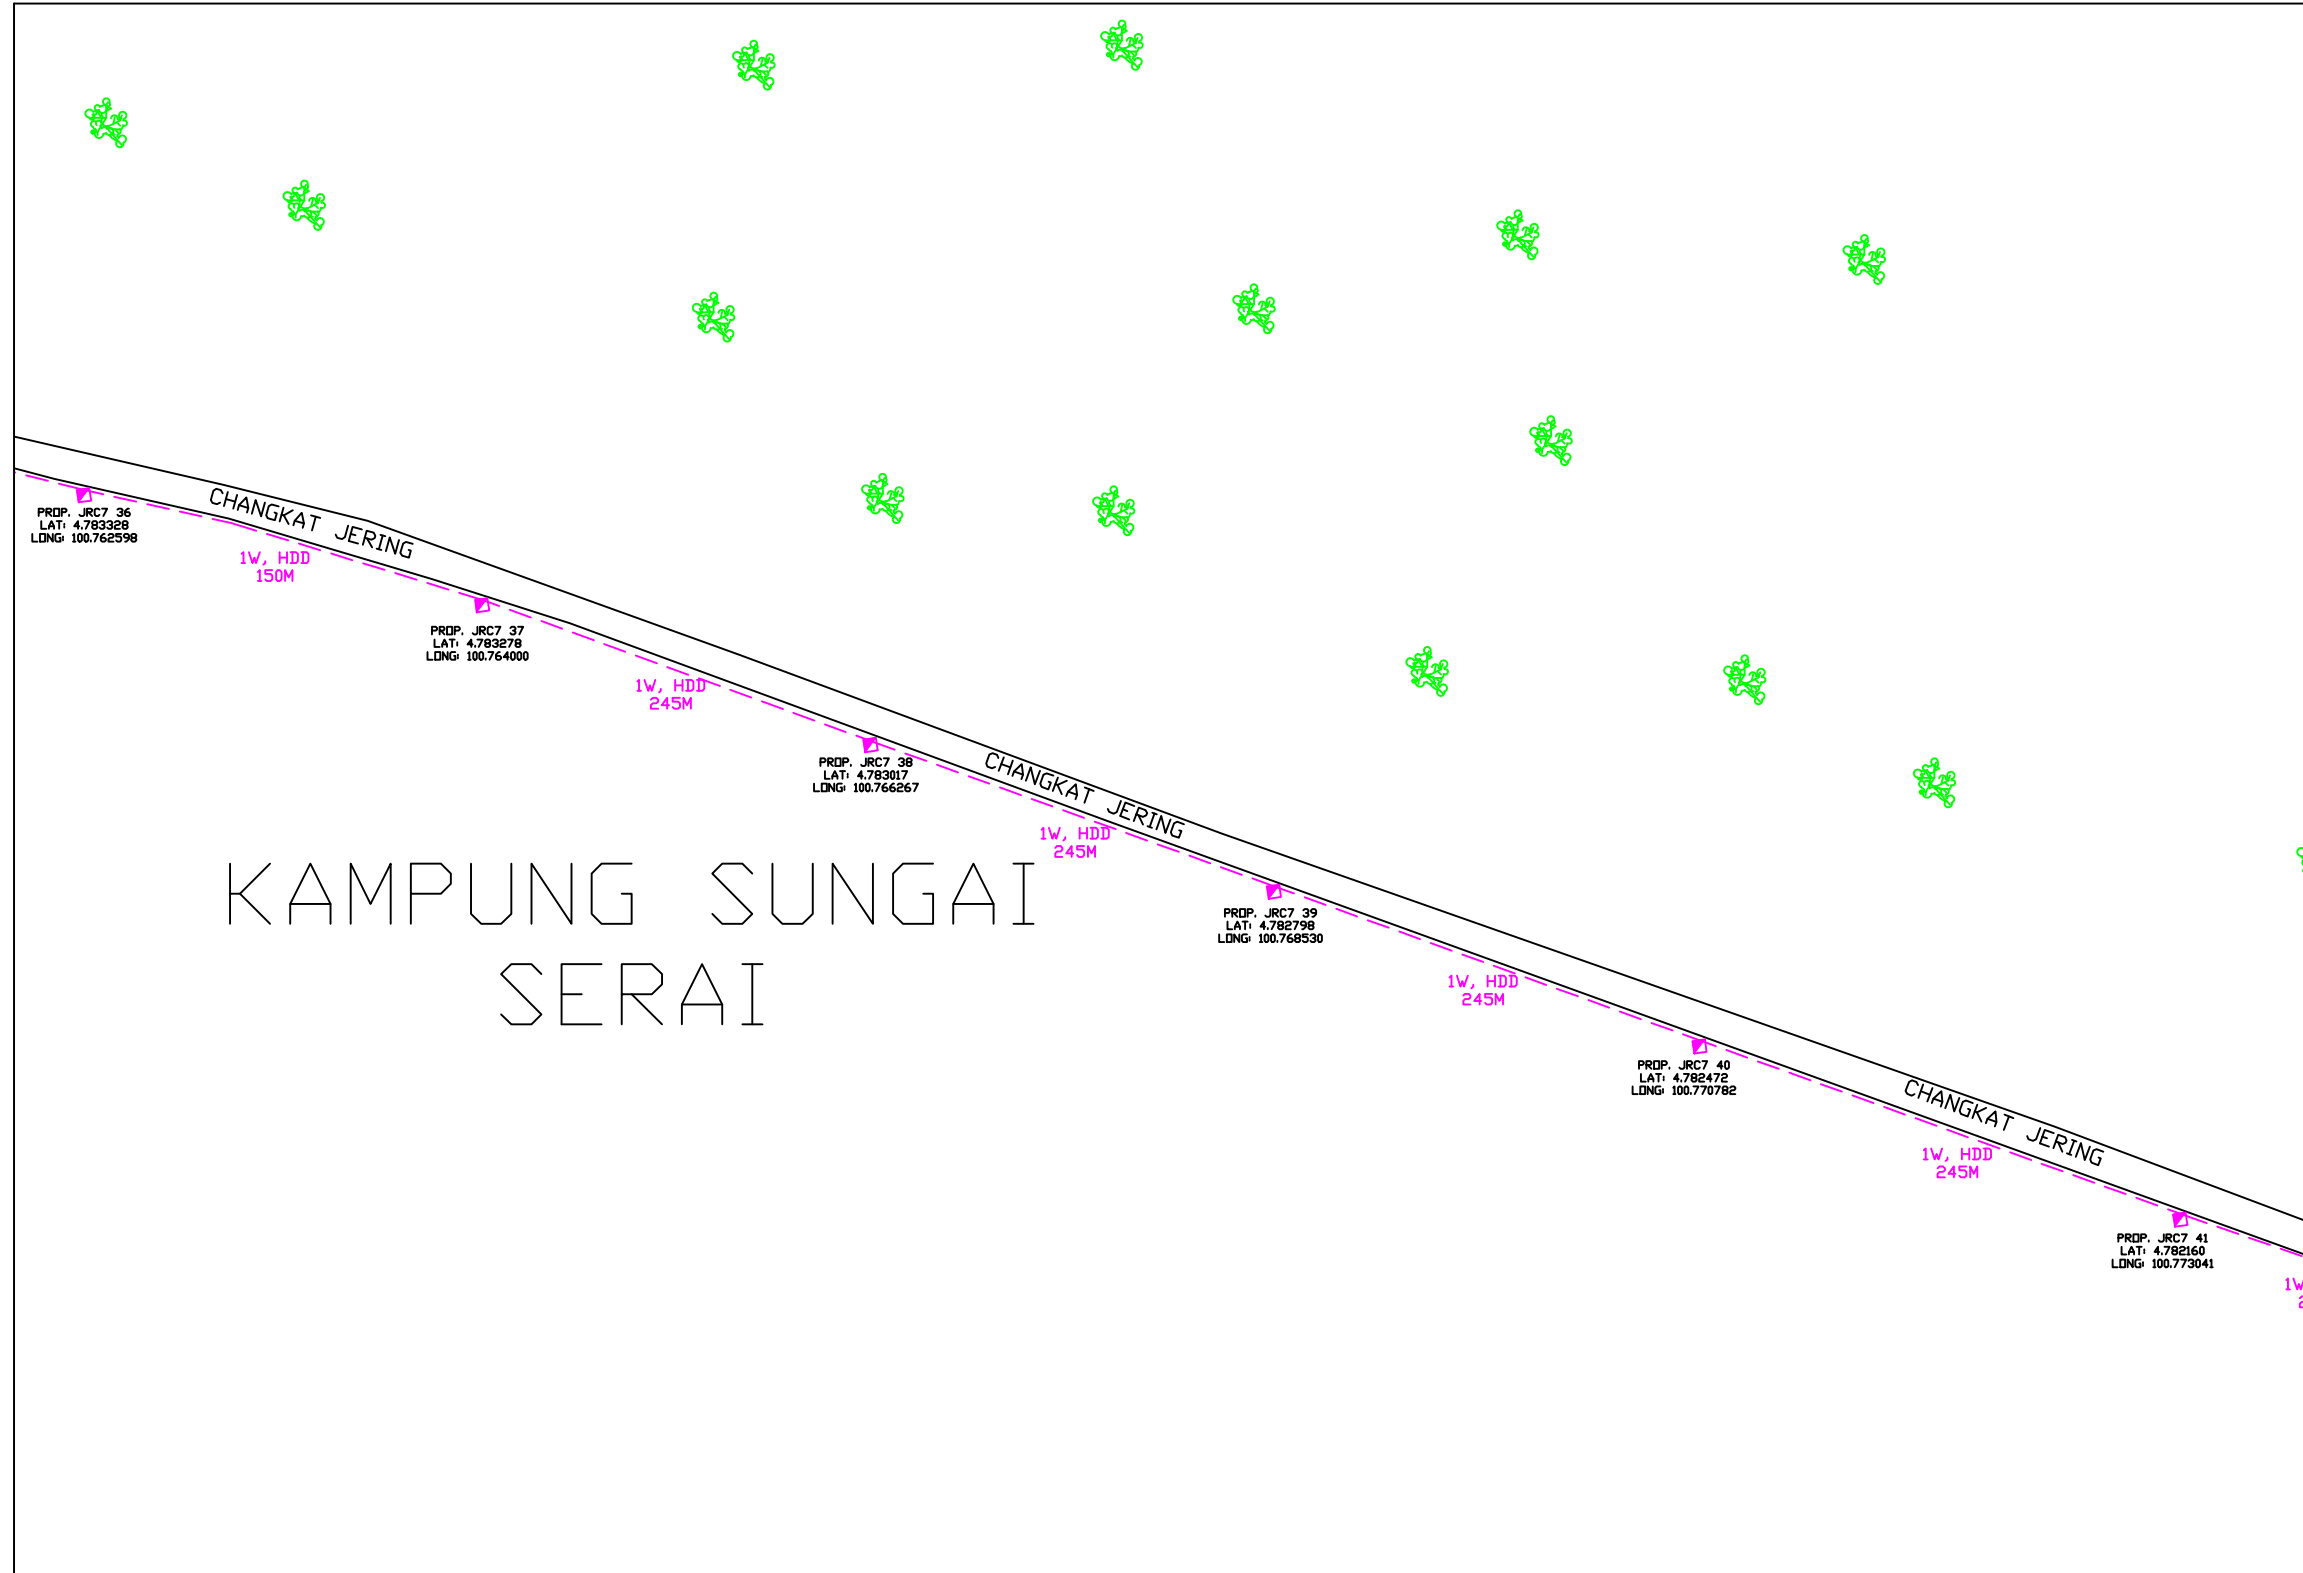 CHANGKAT JERING
PROP. JRC7 36
LAT: 4.783328
LONG: 100.762598
1W, HDD
150M
PROP. JRC7 37
LAT: 4.783278
LONG: 100.764000
1W, HDD
245M
PROP. JRC7 38
LAT: 4.783017
LONG: 100.766267
CHANGKAT JERING
1W, HDD
245M
KAMPUNG SUNGAI
SERAI
PROP. JRC7 39
LAT: 4.782798
LONG: 100.768530
1W, HDD
245M
PROP. JRC7 40
LAT: 4.782472
LONG: 100.770782
CHANGKAT JERING
1W, HDD
245M
PROP. JRC7 41
LAT: 4.782160
LONG: 100.773041
1W